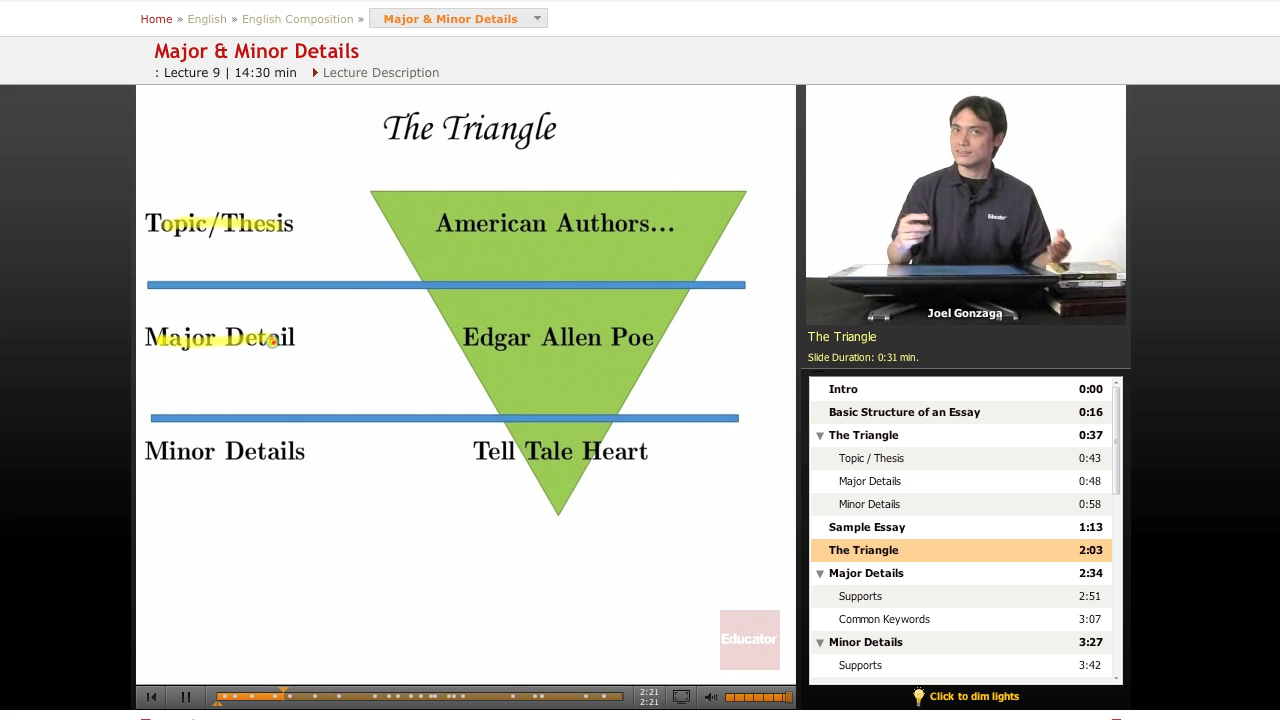 Home » English » English Composition » Major & Minor Details
Major & Minor Details
: Lecture 9 | 14:30 min Lecture Description
The Triangle
Topic/Thesis American Authors...
Major Detail Edgar Allen Poe
Minor Details Tell Tale Heart
Educator
2:21
2:21
Educator
Joel Gonzaga
The Triangle
Slide Duration: 0:31 min.
Intro 0:00
Basic Structure of an Essay 0:16
The Triangle 0:37
Topic / Thesis 0:43
Major Details 0:48
Minor Details 0:58
Sample Essay 1:13
The Triangle 2:03
Major Details 2:34
Supports 2:51
Common Keywords 3:07
Minor Details 3:27
Supports 3:42
Click to dim lights